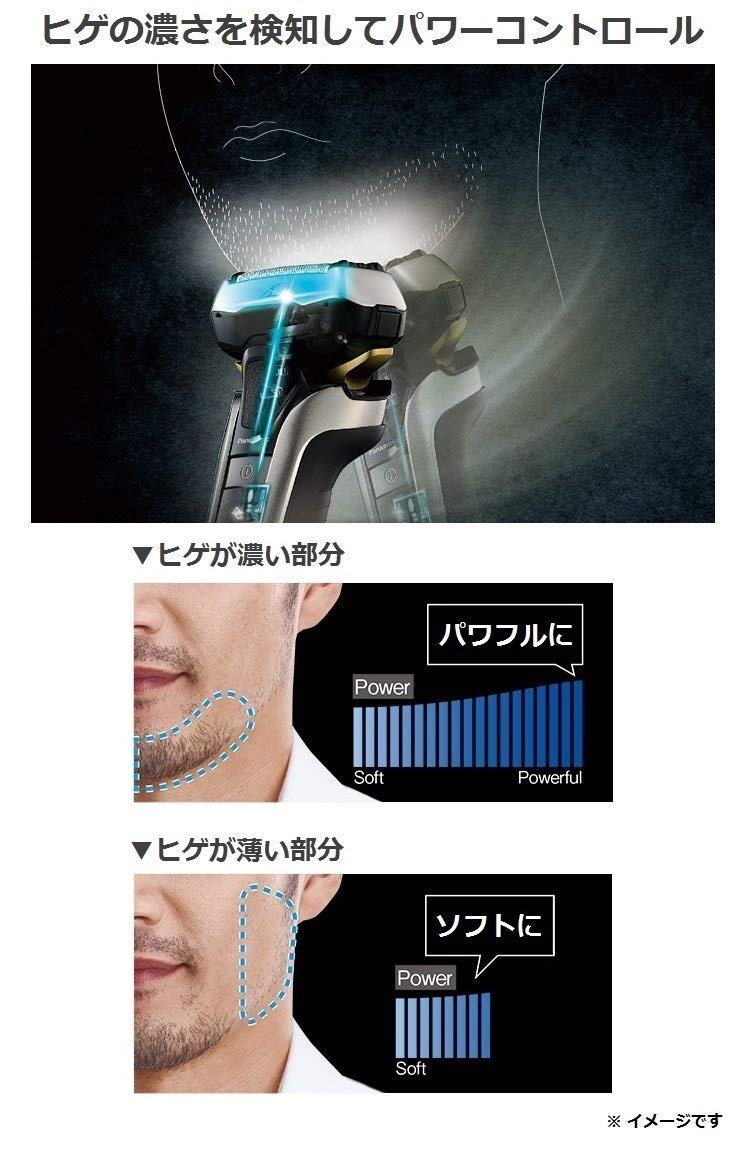 ヒゲの濃さを検知してパワーコントロール
Panasonic
▼ヒゲが濃い部分
パワフルに
Power
Soft Powerful
▼ヒゲが薄い部分
ソフトに
Power
Soft
※ イメージです